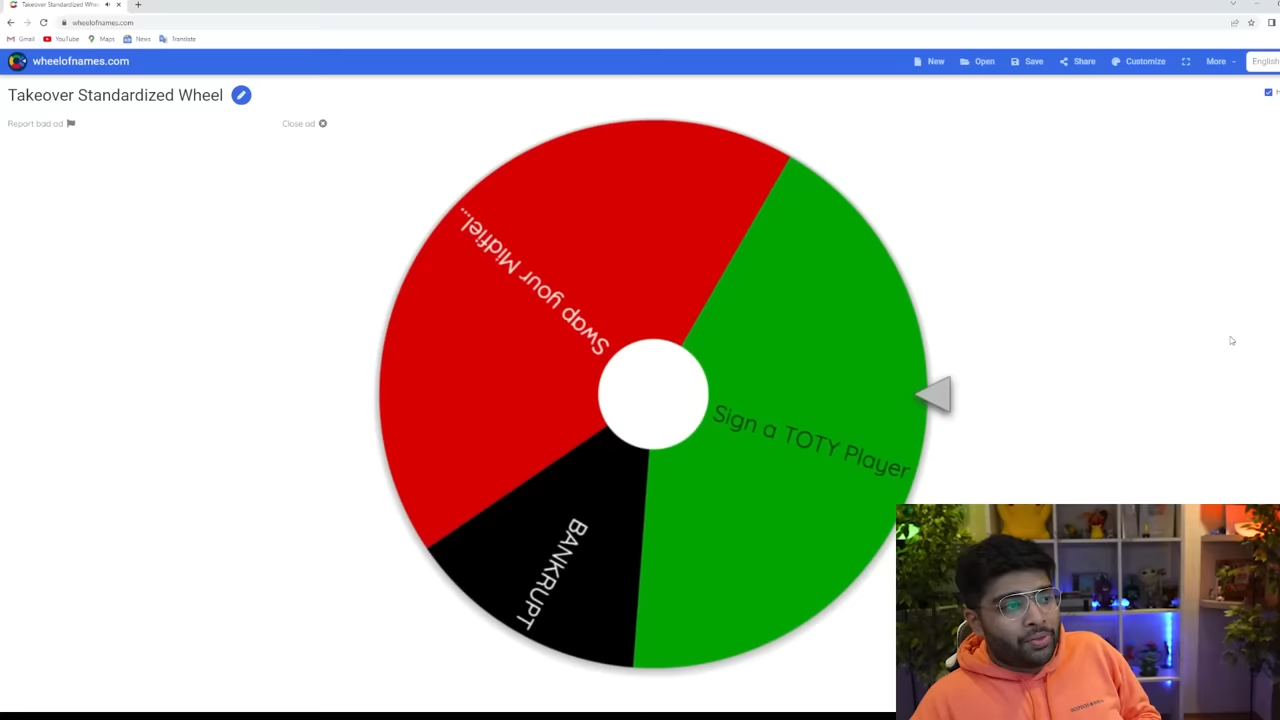 Takeover Standardized Whee
wheelofnames.com
Gmail
YouTube
Maps
News
Translate
wheelofnames.com
New
Open
Save
Share
Customize
More
English
Takeover Standardized Wheel
H
Report bad ad
Close ad
Swap your Midfiel...
Sign a TOTY Player
BANKRUPT